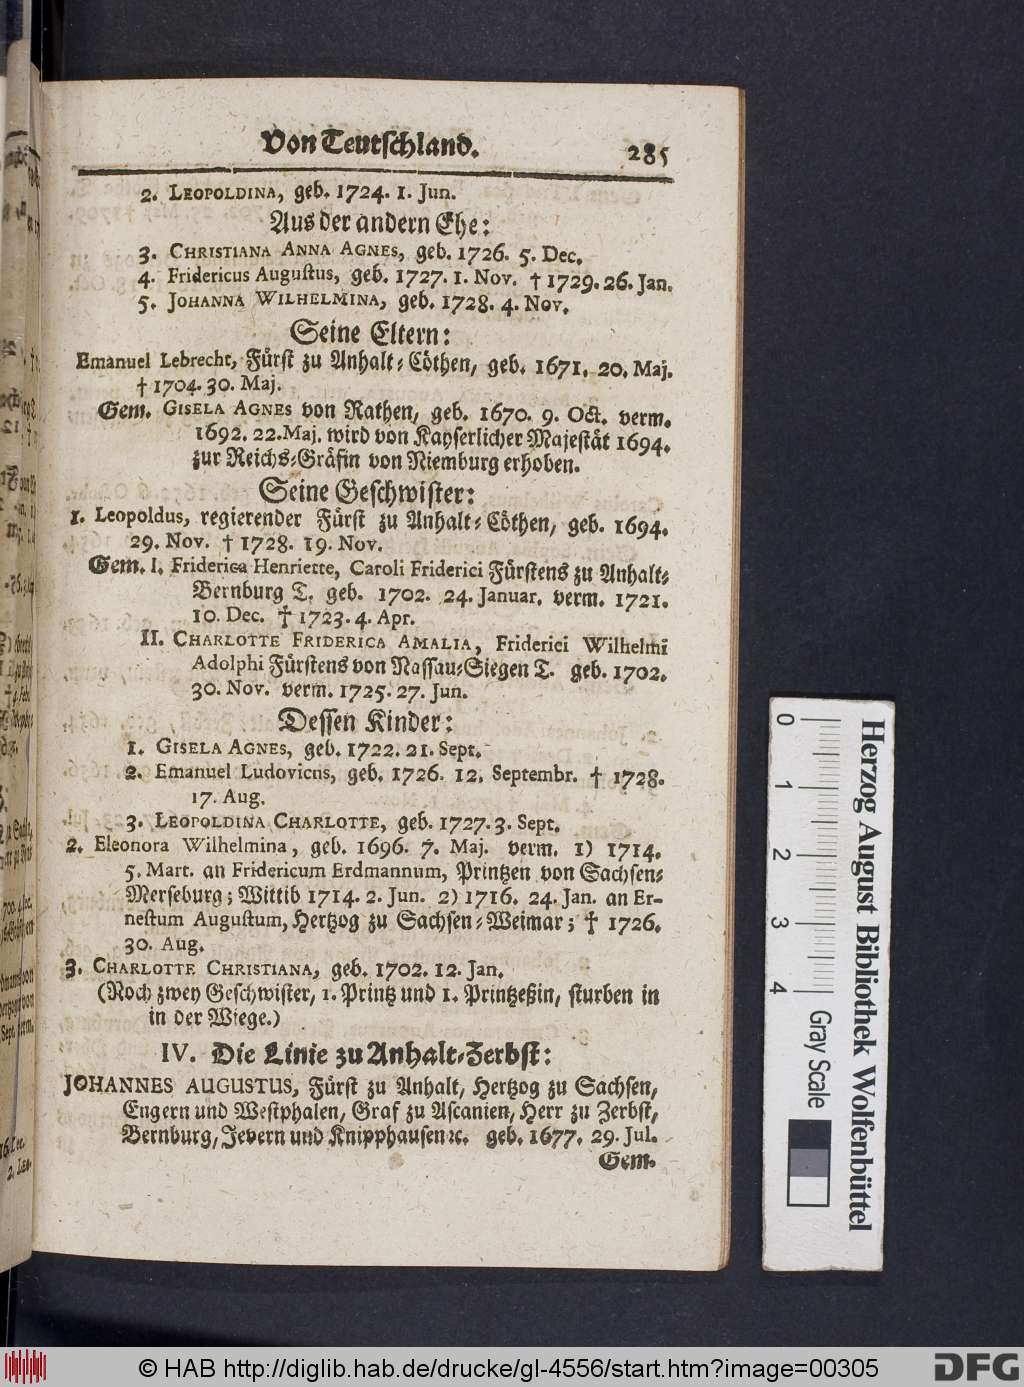 Von Teutschland. 285
2. LEOPOLDINA, geb. 1724. 1. Jun.
Aus der andern Ehe:
3. CHRISTIANA ANNA AGNES, geb. 1726. 5. Dec.
4. Fridericus Augustus, geb. 1727. 1. Nov. † 1729. 26. Jan.
5. JOHANNA WILHELMINA, geb. 1728. 4. Nov.
Seine Eltern:
Emanuel Lebrecht, Fürst zu Anhalt-Cöthen, geb. 1671. 20. Maj.
† 1704. 30. Maj.
Gem. GISELA AGNES von Rathen, geb. 1670. 9. Oct. verm.
1692. 22. Maj. wird von Kayserlicher Majestät 1694.
zur Reichs-Gräfin von Niemburg erhoben.
Seine Geschwister:
1. Leopoldus, regierender Fürst zu Anhalt-Cöthen, geb. 1694.
29. Nov. † 1728. 19. Nov.
Gem. I. Friderica Henriette, Caroli Friderici Fürstens zu Anhalt-
Bernburg T. geb. 1702. 24. Januar. verm. 1721.
10. Dec. † 1723. 4. Apr.
II. CHARLOTTE FRIDERICA AMALIA, Friderici Wilhelmi
Adolphi Fürstens von Nassau-Siegen T. geb. 1702.
30. Nov. verm. 1725. 27. Jun.
Dessen Kinder:
1. GISELA AGNES, geb. 1722. 21. Sept.
2. Emanuel Ludovicus, geb. 1726. 12. Septembr. † 1728.
17. Aug.
3. LEOPOLDINA CHARLOTTE, geb. 1727. 3. Sept.
2. Eleonora Wilhelmina, geb. 1696. 7. Maj. verm. 1) 1714.
5. Mart. an Fridericum Erdmannum, Printzen von Sachsen-
Merseburg; Wittib 1714. 2. Jun. 2) 1716. 24. Jan. an Er-
nestum Augustum, Hertzog zu Sachsen-Weimar; † 1726.
30. Aug.
3. CHARLOTTE CHRISTIANA, geb. 1702. 12. Jan.
(Noch zwey Geschwister, 1. Printz und 1. Printzeßin, sturben in
in der Wiege.)
IV. Die Linie zu Anhalt-Zerbst:
JOHANNES AUGUSTUS, Fürst zu Anhalt, Hertzog zu Sachsen,
Engern und Westphalen, Graf zu Ascanien, Herr zu Zerbst,
Bernburg, Jevern und Knipphausen ꝛc. geb. 1677. 29. Jul.
Gem.
Herzog August Bibliothek Wolfenbüttel
0 1 2 3 4 Gray Scale
© HAB http://diglib.hab.de/drucke/gl-4556/start.htm?image=00305
DFG